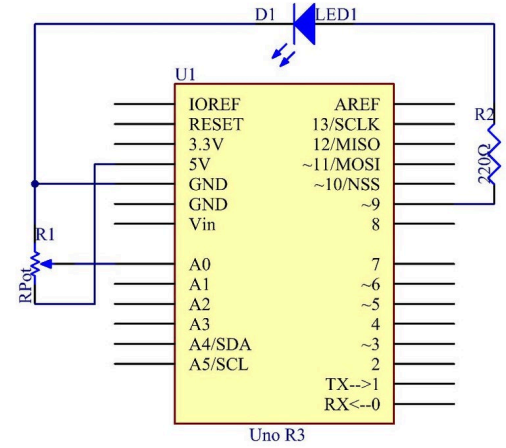 D1 LED1
U1
IOREF AREF
RESET 13/SCLK
R2
3.3V 12/MISO
5V ~11/MOSI
220Ω
GND ~10/NSS
GND ~9
Vin 8
R1
A0 7
RPot
A1 ~6
A2 ~5
A3 4
A4/SDA ~3
A5/SCL 2
TX-->1
RX<--0
Uno R3